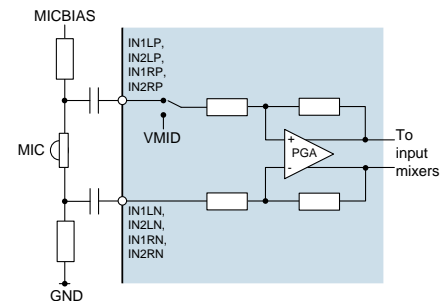 MICBIAS
IN1LP,
IN2LP,
IN1RP,
IN2RP
VMID
MIC
+
PGA
-
To
input
mixers
IN1LN,
IN2LN,
IN1RN,
IN2RN
GND